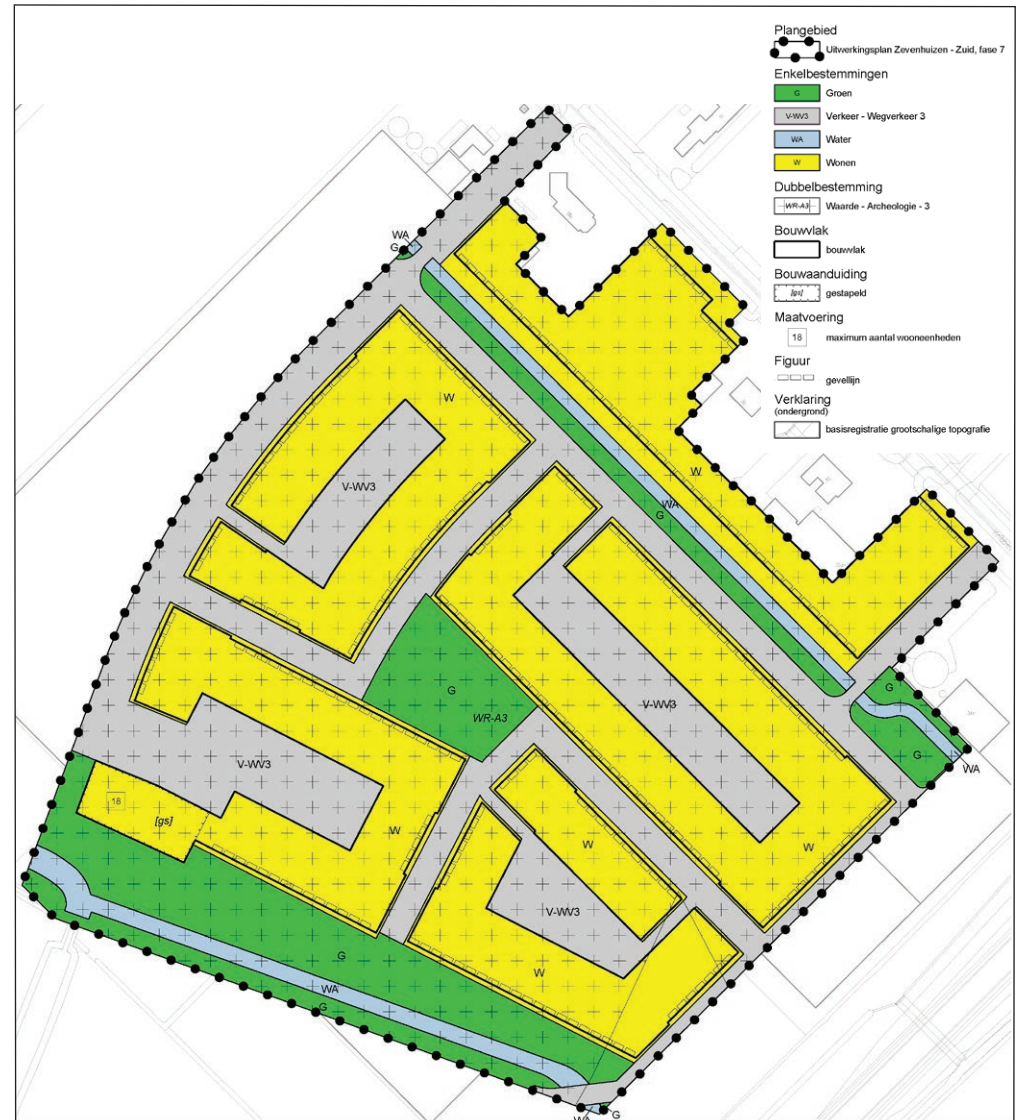 Plangebied
Uitwerkingsplan Zevenhuizen - Zuid, fase 7
Enkelbestemmingen
G Groen
V-WV3 Verkeer - Wegverkeer 3
WA Water
W Wonen
Dubbelbestemming
WR-A3 Waarde - Archeologie - 3
Bouwvlak
bouwvlak
Bouwaanduiding
[gs] gestapeld
Maatvoering
18 maximum aantal wooneenheden
Figuur
gevellijn
Verklaring
(ondergrond)
basisregistratie grootschalige topografie
WA
G
W
V-WV3
W
WA
G
G
WR-A3
V-WV3
G
G
WA
V-WV3
18
[gs]
W
W
W
V-WV3
G
W
WA
G
WA
G